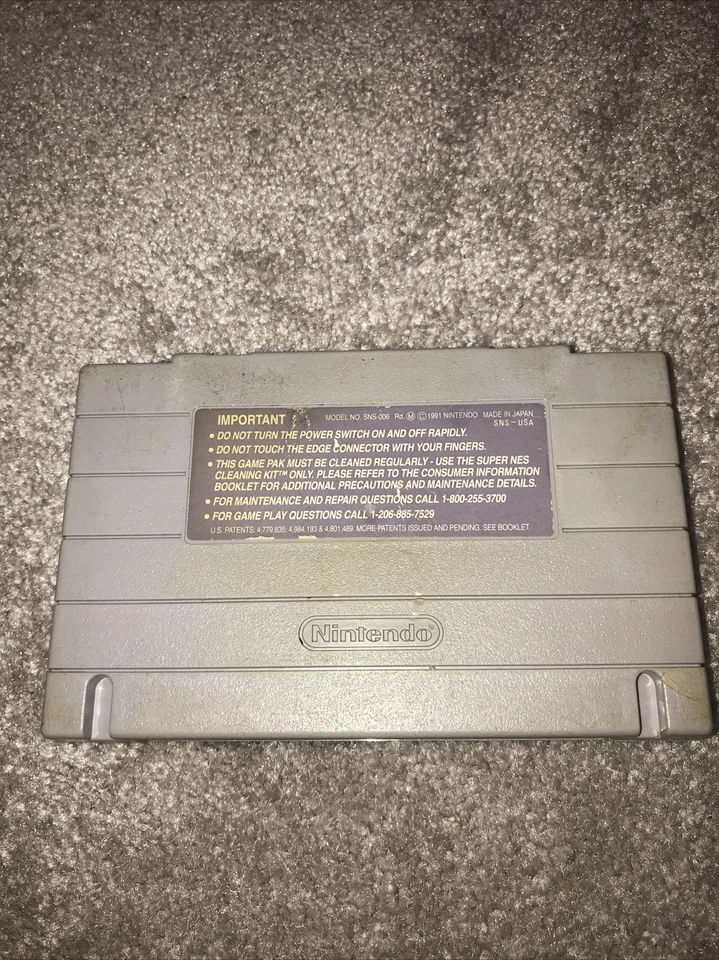 IMPORTANT MODEL NO. SNS-006 Rd. Ⓜ © 1991 NINTENDO MADE IN JAPAN
SNS-USA
• DO NOT TURN THE POWER SWITCH ON AND OFF RAPIDLY.
• DO NOT TOUCH THE EDGE CONNECTOR WITH YOUR FINGERS.
• THIS GAME PAK MUST BE CLEANED REGULARLY - USE THE SUPER NES
CLEANING KIT™ ONLY. PLEASE REFER TO THE CONSUMER INFORMATION
BOOKLET FOR ADDITIONAL PRECAUTIONS AND MAINTENANCE DETAILS.
• FOR MAINTENANCE AND REPAIR QUESTIONS CALL 1-800-255-3700
• FOR GAME PLAY QUESTIONS CALL 1-206-885-7529
U.S. PATENTS: 4,779,635; 4,984,193 & 4,801,489. MORE PATENTS ISSUED AND PENDING. SEE BOOKLET
Nintendo®